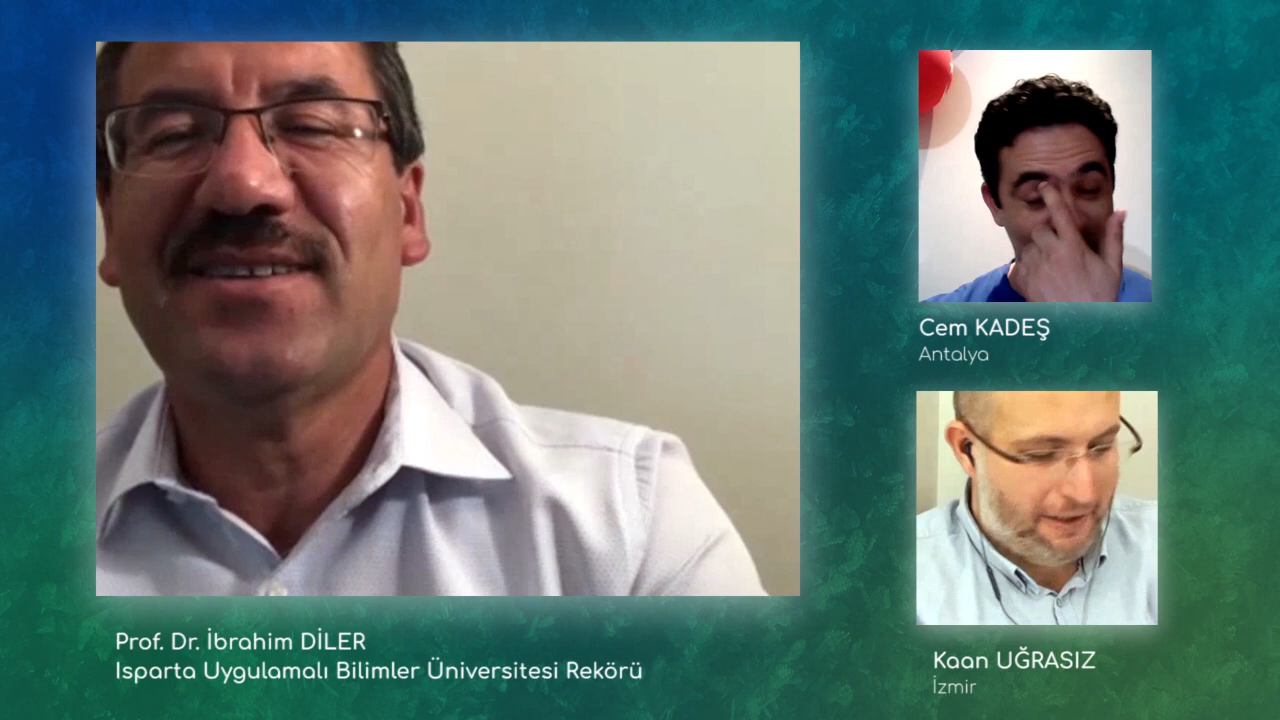 Prof. Dr. İbrahim DİLER
Isparta Uygulamalı Bilimler Üniversitesi Rekörü
Cem KADEŞ
Antalya
Kaan UĞRASIZ
İzmir